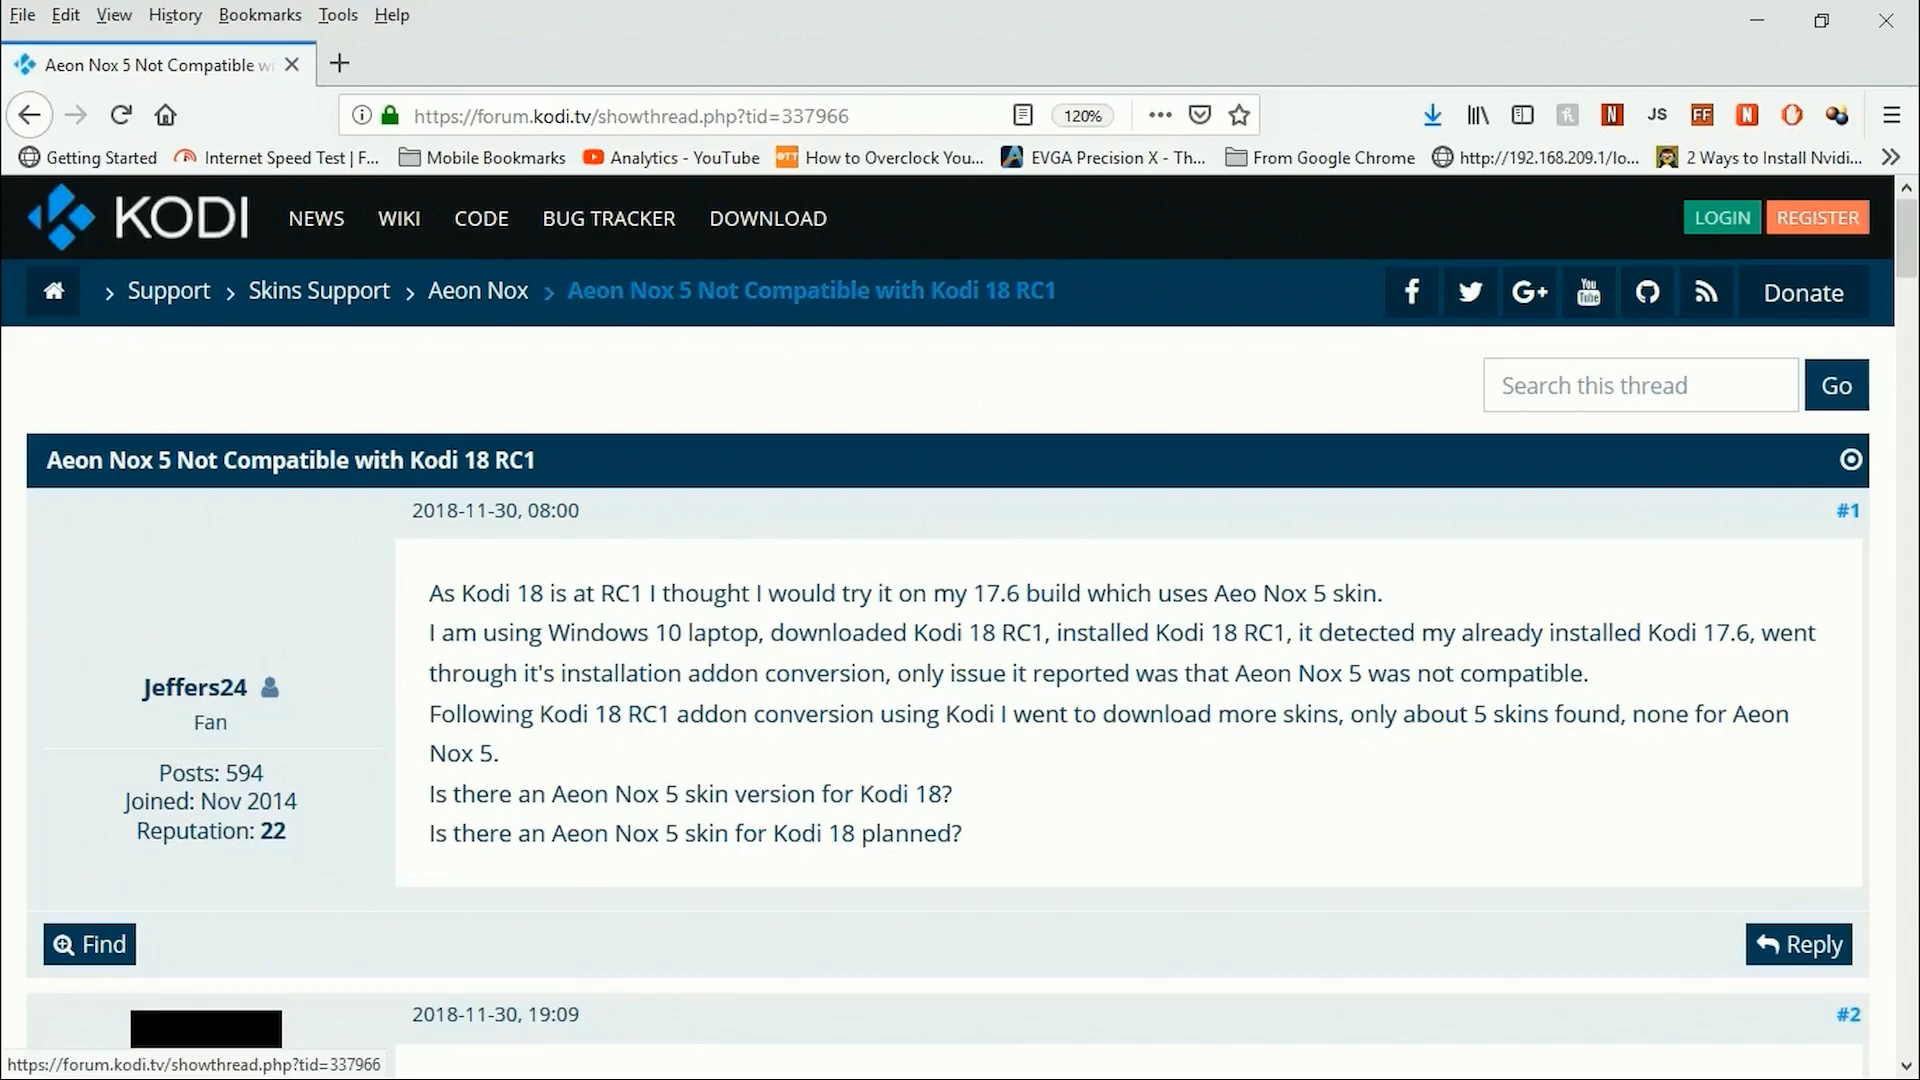 File Edit View History Bookmarks Tools Help
Aeon Nox 5 Not Compatible wi
https://forum.kodi.tv/showthread.php?tid=337966
120%
N
JS
FF
N
Getting Started
Internet Speed Test | F...
Mobile Bookmarks
Analytics - YouTube
OTT
How to Overclock You...
EVGA Precision X - Th...
From Google Chrome
http://192.168.209.1/lo...
2 Ways to Install Nvidi...
KODI
NEWS WIKI CODE BUG TRACKER DOWNLOAD
LOGIN REGISTER
Support > Skins Support > Aeon Nox > Aeon Nox 5 Not Compatible with Kodi 18 RC1
G+
You Tube
Donate
Search this thread
Go
Aeon Nox 5 Not Compatible with Kodi 18 RC1
2018-11-30, 08:00
#1
Jeffers24
Fan
Posts: 594
Joined: Nov 2014
Reputation: 22
As Kodi 18 is at RC1 I thought I would try it on my 17.6 build which uses Aeo Nox 5 skin.
I am using Windows 10 laptop, downloaded Kodi 18 RC1, installed Kodi 18 RC1, it detected my already installed Kodi 17.6, went
through it's installation addon conversion, only issue it reported was that Aeon Nox 5 was not compatible.
Following Kodi 18 RC1 addon conversion using Kodi I went to download more skins, only about 5 skins found, none for Aeon
Nox 5.
Is there an Aeon Nox 5 skin version for Kodi 18?
Is there an Aeon Nox 5 skin for Kodi 18 planned?
Find
Reply
2018-11-30, 19:09
#2
https://forum.kodi.tv/showthread.php?tid=337966